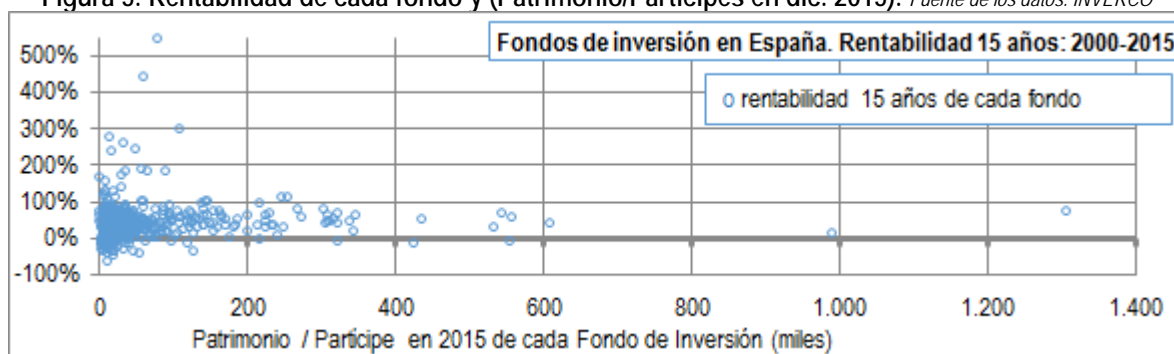 Figura 5. Rentabilidad de cada fondo y (Patrimonio/Partícipes en dic. 2015). Fuente de los datos: INVERCO
Fondos de inversión en España. Rentabilidad 15 años: 2000-2015
rentabilidad 15 años de cada fondo
500%
400%
300%
200%
100%
0%
-100%
0 200 400 600 800 1.000 1.200 1.400
Patrimonio / Partícipe en 2015 de cada Fondo de Inversión (miles)